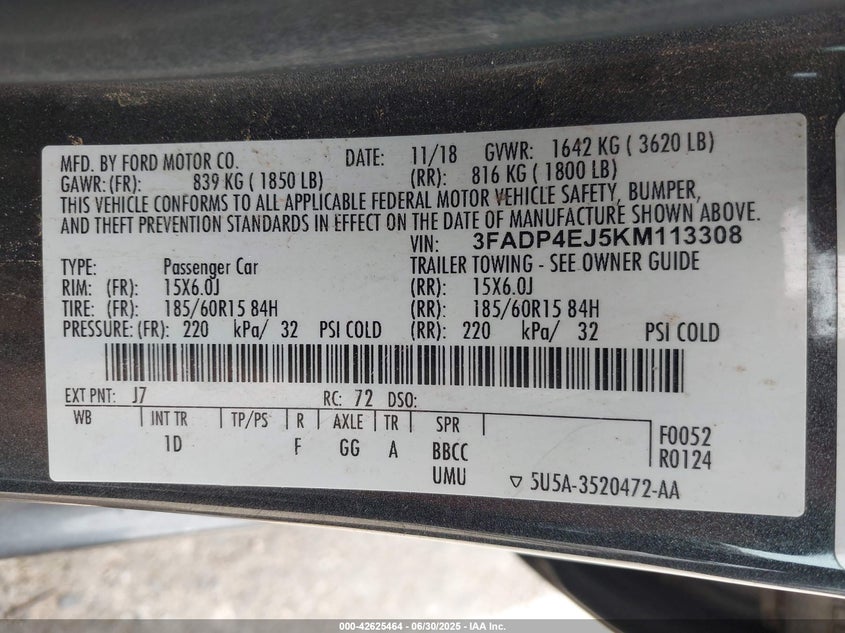 MFD. BY FORD MOTOR CO. DATE: 11/18 GVWR: 1642 KG ( 3620 LB)
GAWR: (FR): 839 KG ( 1850 LB) (RR): 816 KG ( 1800 LB)
THIS VEHICLE CONFORMS TO ALL APPLICABLE FEDERAL MOTOR VEHICLE SAFETY, BUMPER,
AND THEFT PREVENTION STANDARDS IN EFFECT ON THE DATE OF MANUFACTURE SHOWN ABOVE.
VIN: 3FADP4EJ5KM113308
TYPE: Passenger Car TRAILER TOWING - SEE OWNER GUIDE
RIM: (FR): 15X6.0J (RR): 15X6.0J
TIRE: (FR): 185/60R15 84H (RR): 185/60R15 84H
PRESSURE: (FR): 220 kPa/ 32 PSI COLD (RR): 220 kPa/ 32 PSI COLD
EXT PNT: J7 RC: 72 DSO:
WB INT TR TP/PS R AXLE TR SPR
1D F GG A BBCC F0052
UMU R0124
5U5A-3520472-AA
000-42625464 - 06/30/2025 - IAA Inc.